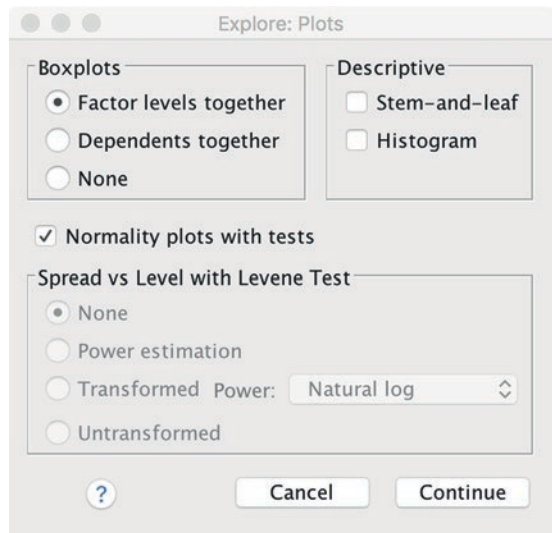 Explore: Plots
Boxplots
Factor levels together
Dependents together
None
Descriptive
Stem-and-leaf
Histogram
Normality plots with tests
Spread vs Level with Levene Test
None
Power estimation
Transformed Power: Natural log
Untransformed
?
Cancel
Continue